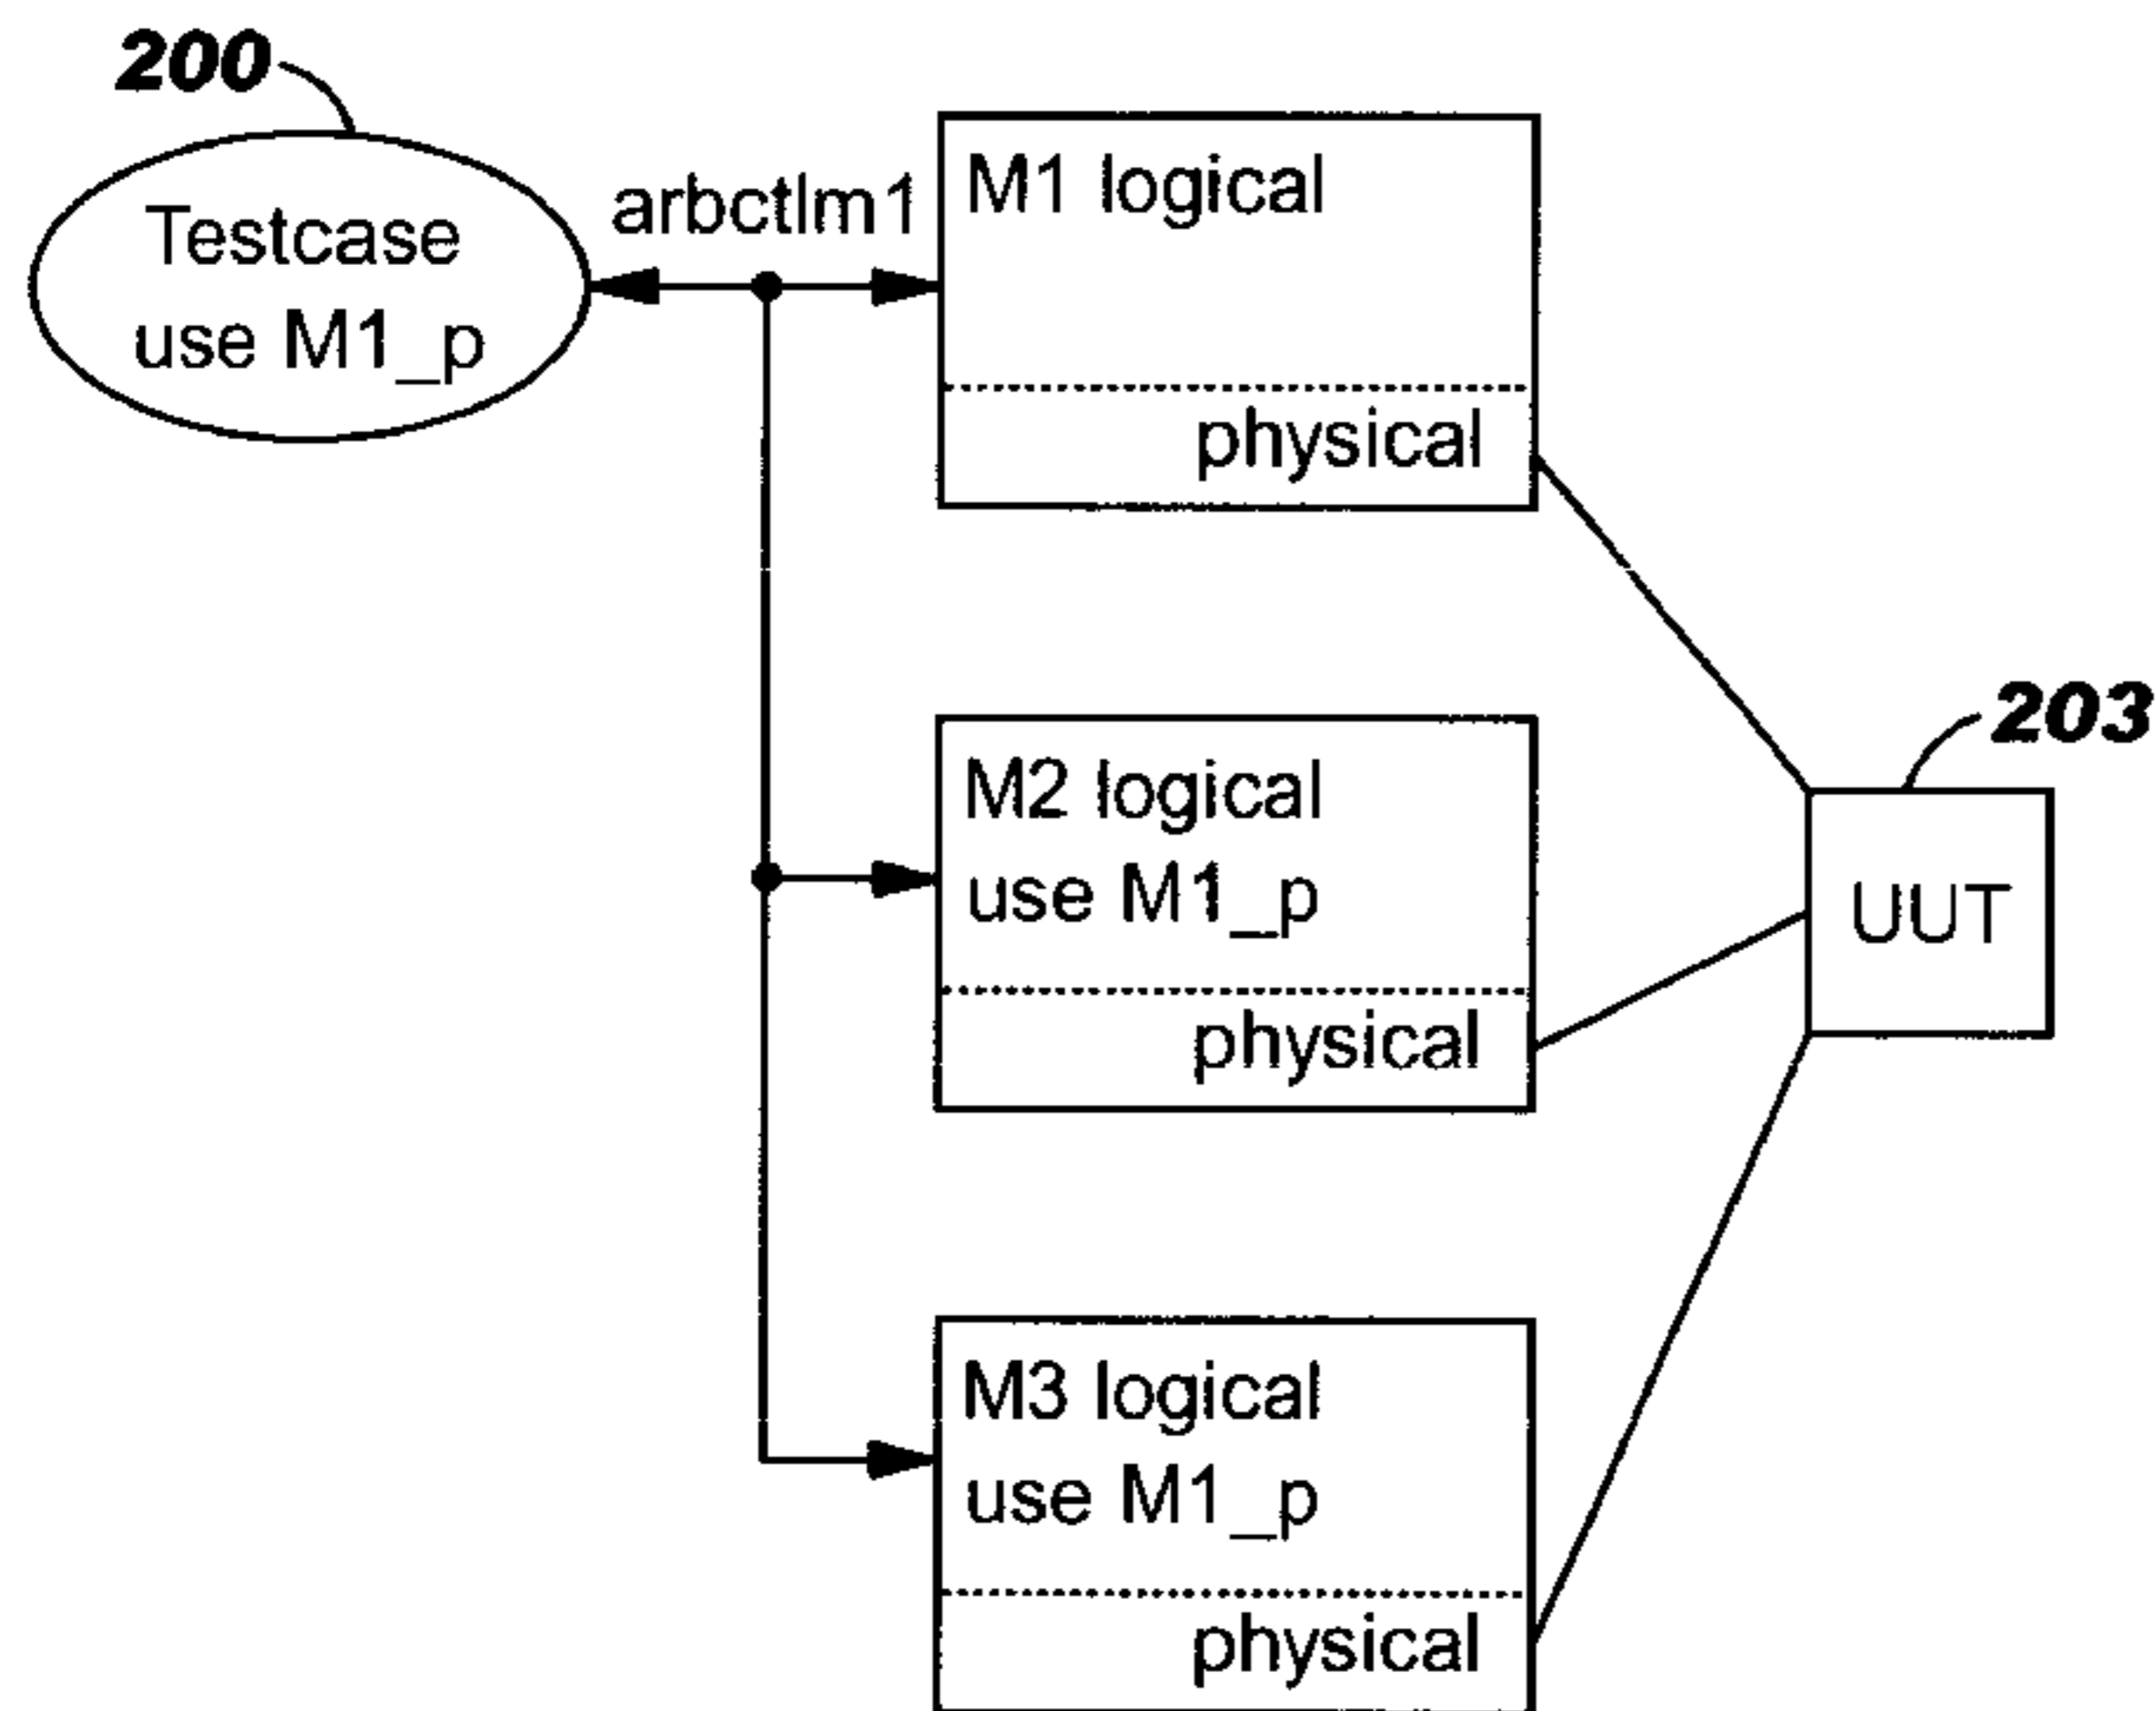 200
Testcase
use M1_p
arbctlm1
M1 logical
physical
M2 logical
use M1_p
physical
203
UUT
M3 logical
use M1_p
physical